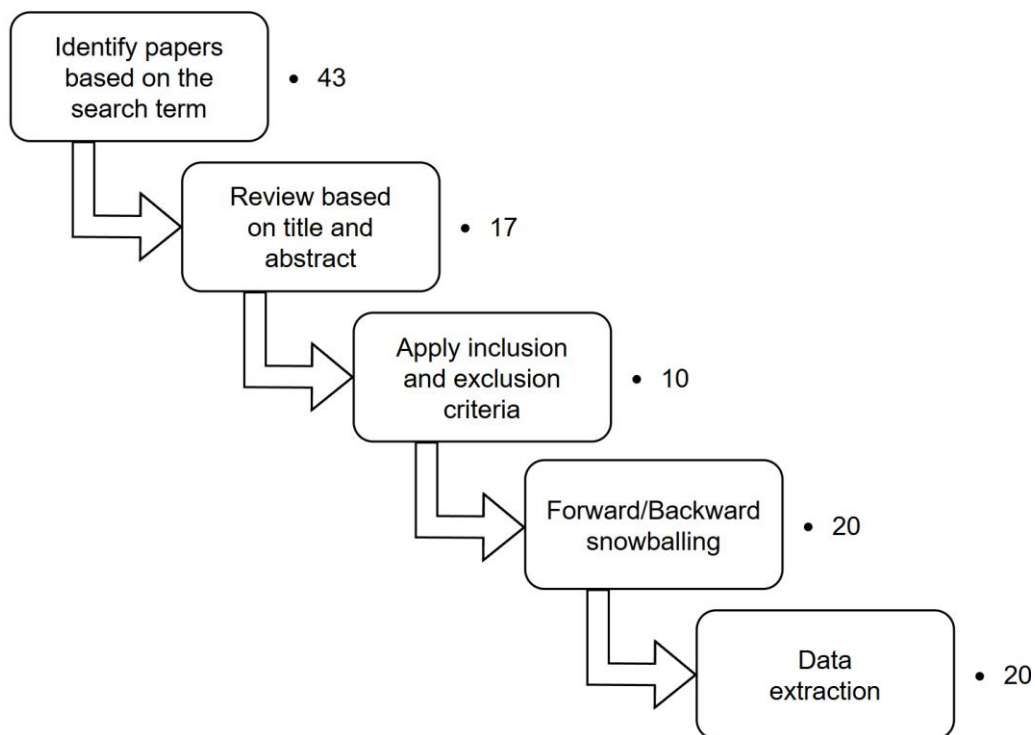 Identify papers
based on the
search term
• 43
Review based
on title and
abstract
• 17
Apply inclusion
and exclusion
criteria
• 10
Forward/Backward
snowballing
• 20
Data
extraction
• 20